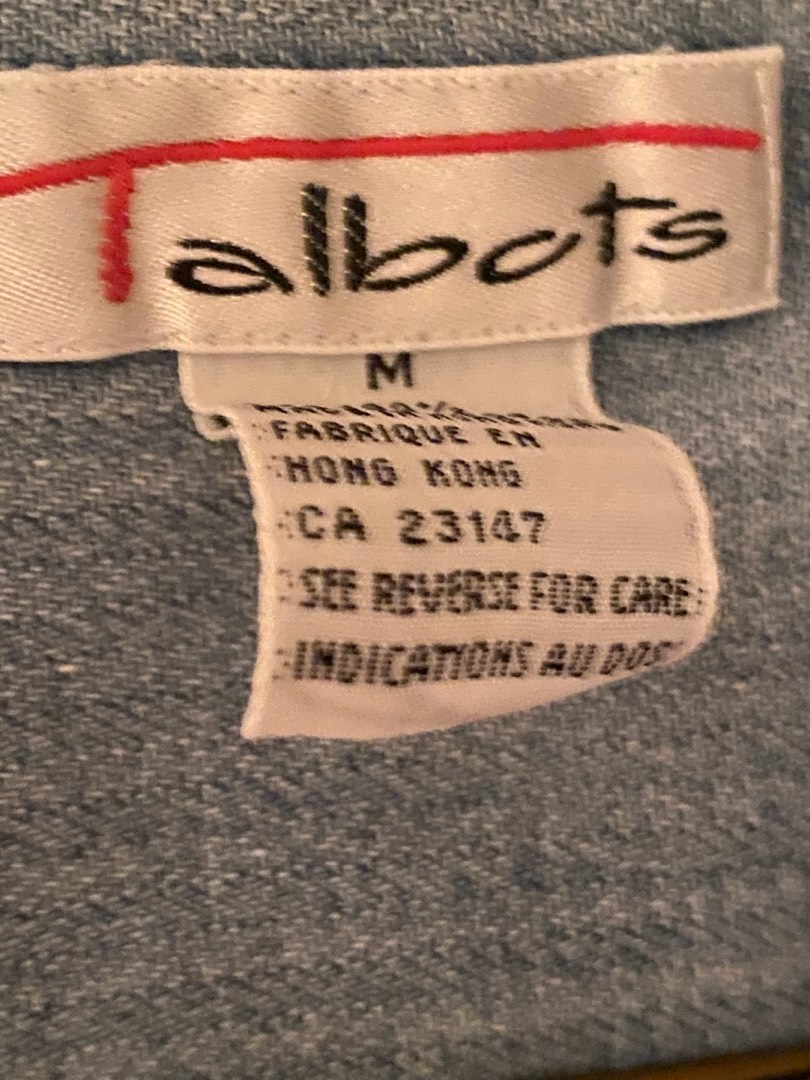 Talbots
M
FABRIQUE EN
HONG KONG
CA 23147
SEE REVERSE FOR CARE
INDICATIONS AU DOS